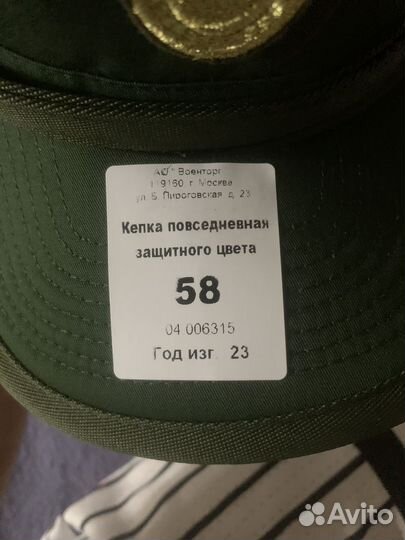 АО " Военторг
119160 г. Москва
ул. Б. Пироговская д. 23
Кепка повседневная
защитного цвета
58
04 006315
Год изг. 23
Avito